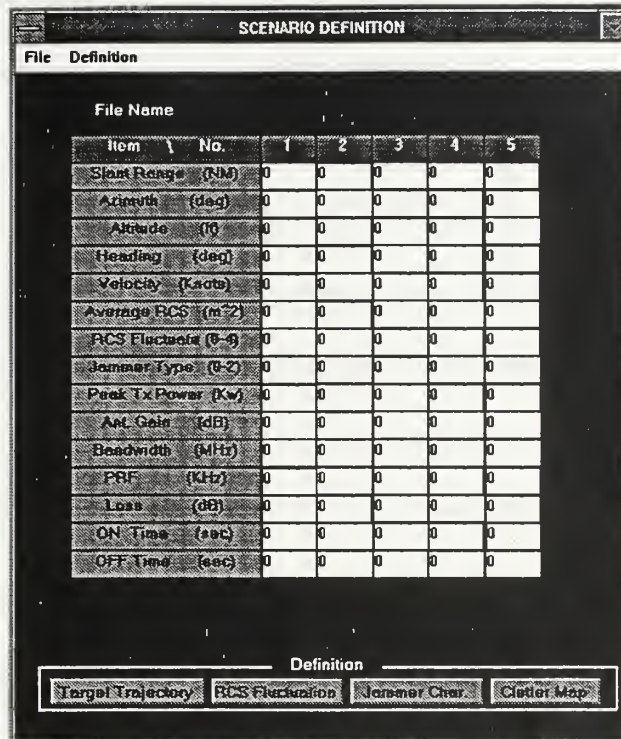 SCENARIO DEFINITION
File Definition
File Name
Item \ No. 1 2 3 4 5
Slant Range (NM) 0 0 0 0 0
Azimuth (deg) 0 0 0 0 0
Altitude (ft) 0 0 0 0 0
Heading (deg) 0 0 0 0 0
Velocity (Knots) 0 0 0 0 0
Average RCS (m^2) 0 0 0 0 0
RCS Fluctuate (0-4) 0 0 0 0 0
Jammer Type (0-2) 0 0 0 0 0
Peak Tx Power (Kw) 0 0 0 0 0
Ant. Gain (dB) 0 0 0 0 0
Bandwidth (MHz) 0 0 0 0 0
PRF (KHz) 0 0 0 0 0
Loss (dB) 0 0 0 0 0
ON Time (sec) 0 0 0 0 0
OFF Time (sec) 0 0 0 0 0
Definition
Target Trajectory RCS Fluctuation Jammer Char. Clutter Map